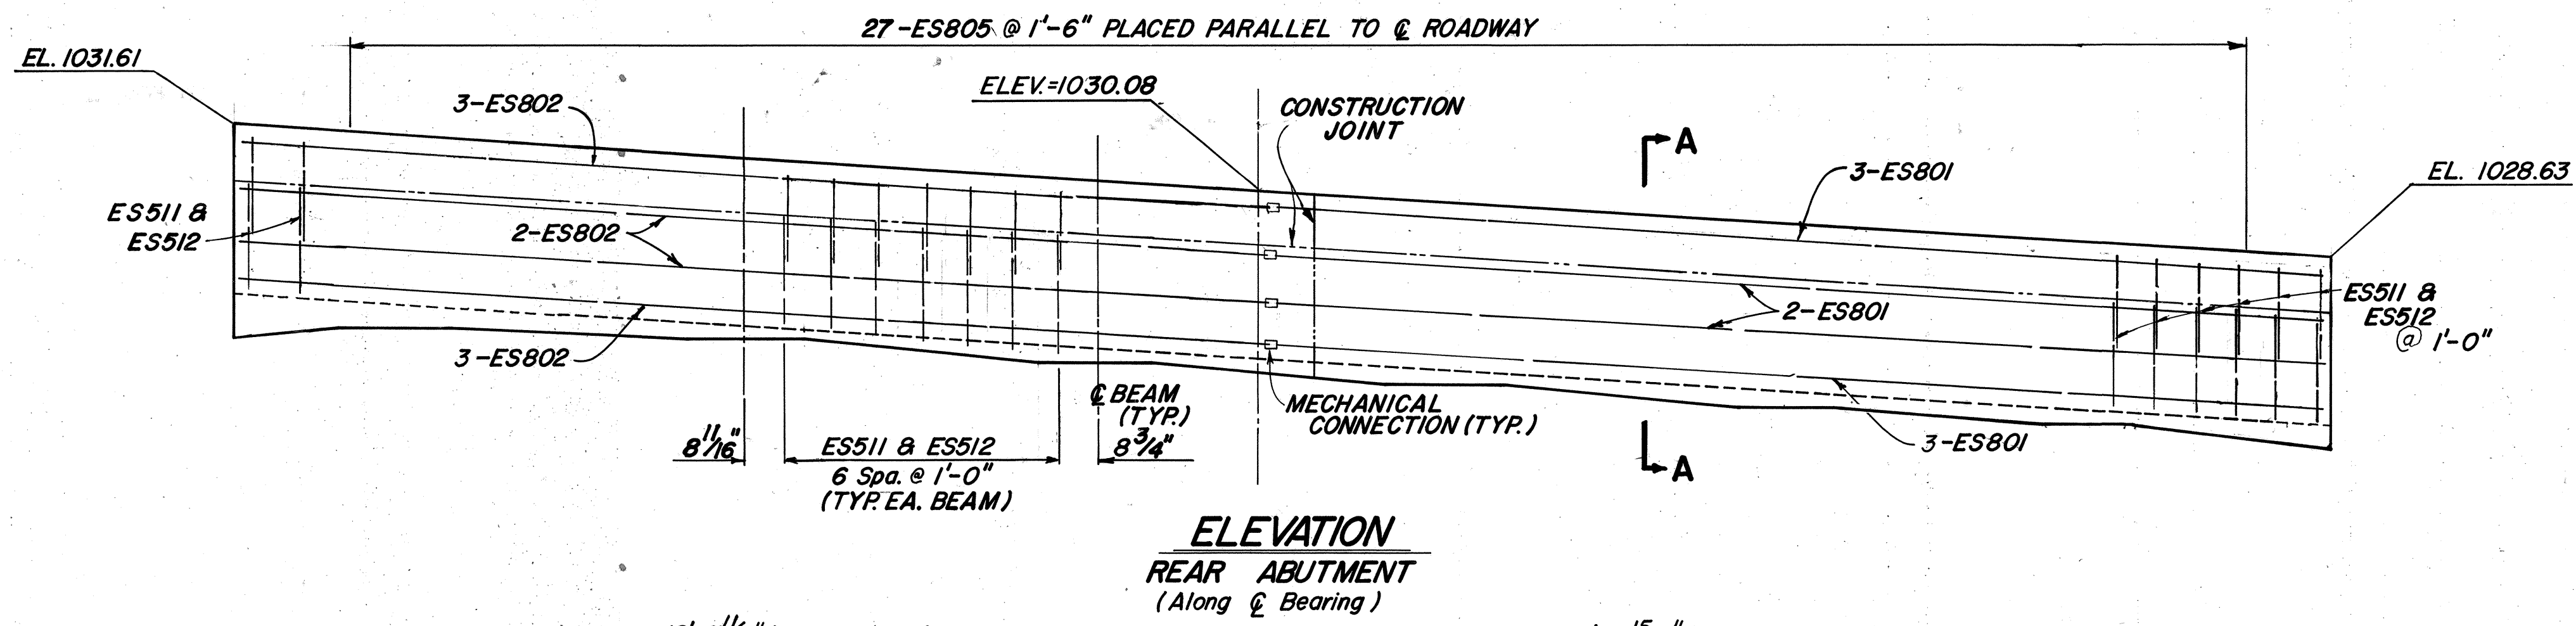 27-ES805 @ 1'-6" PLACED PARALLEL TO ℄ ROADWAY
EL. 1031.61
ELEV.=1030.08
3-ES802
CONSTRUCTION
JOINT
A
3-ES801
EL. 1028.63
ES511 &
ES512
2-ES802
2-ES801
ES511 &
ES512
@ 1'-0"
3-ES802
℄ BEAM
(TYP.)
MECHANICAL
CONNECTION (TYP.)
3-ES801
8 11/16"
ES511 & ES512
8 3/4"
6 Spa. @ 1'-0"
(TYP. EA. BEAM)
A
ELEVATION
REAR ABUTMENT
(Along ℄ Bearing)